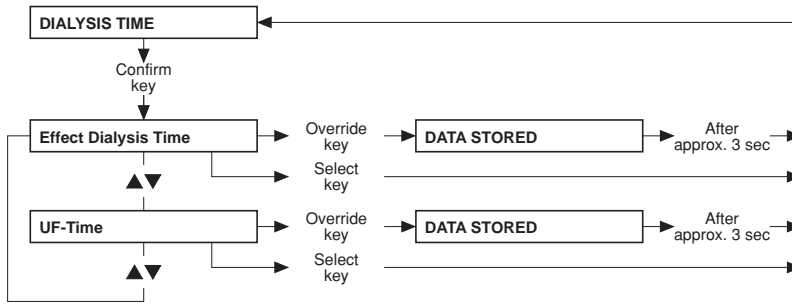 DIALYSIS TIME
Confirm
key
Effect Dialysis Time
Override
key
DATA STORED
After
approx. 3 sec
Select
key
UF-Time
Override
key
DATA STORED
After
approx. 3 sec
Select
key